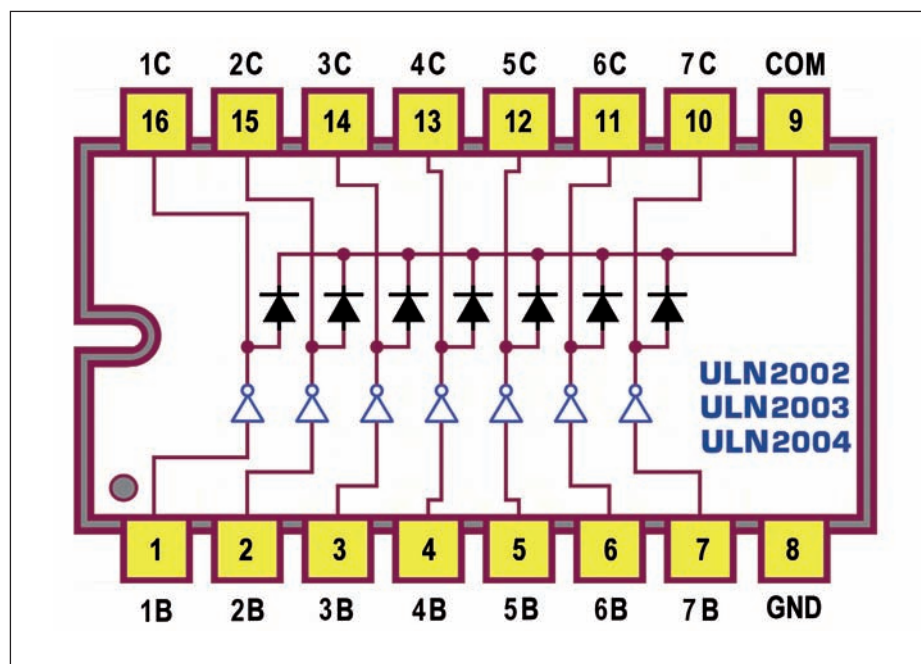 1C 2C 3C 4C 5C 6C 7C COM
16 15 14 13 12 11 10 9
ULN2002
ULN2003
ULN2004
1 2 3 4 5 6 7 8
1B 2B 3B 4B 5B 6B 7B GND